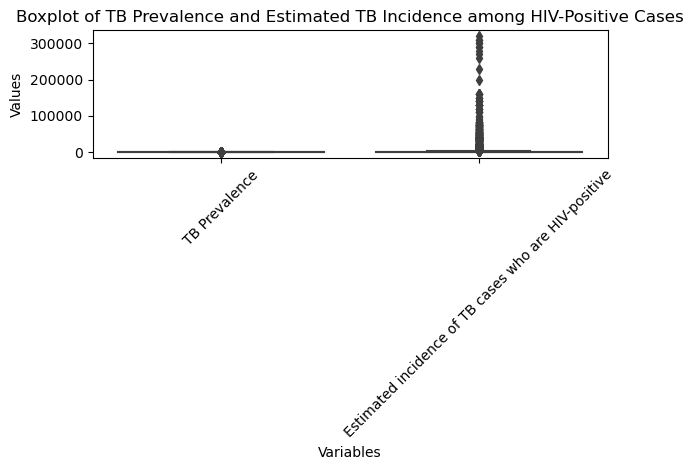 Boxplot of TB Prevalence and Estimated TB Incidence among HIV-Positive Cases
300000
200000
100000
0
Values
TB Prevalence
Estimated incidence of TB cases who are HIV-positive
Variables